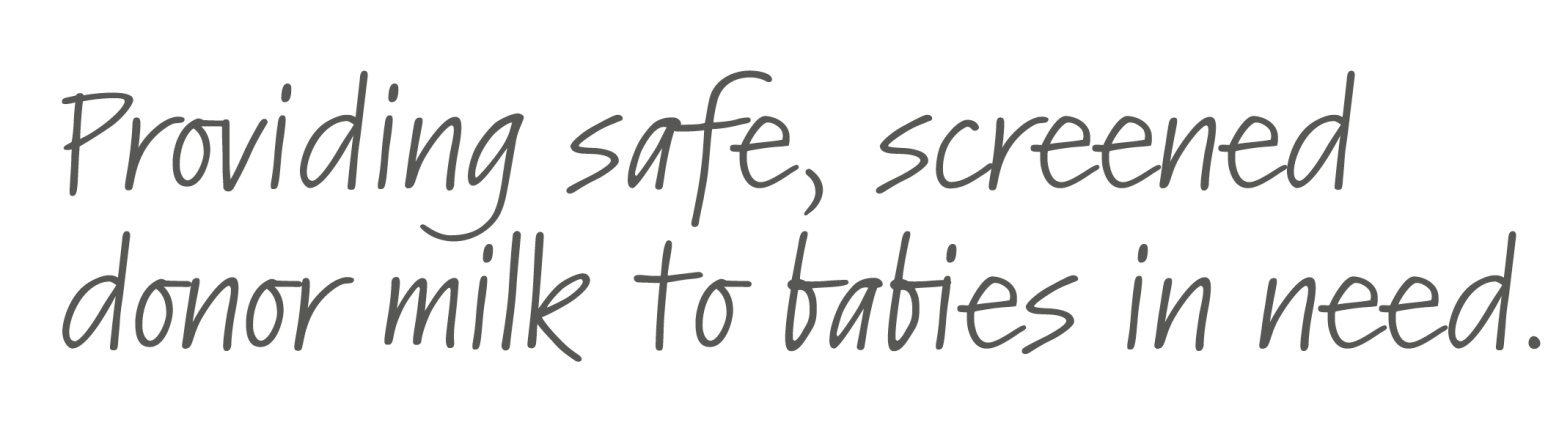 Providing safe, screened
donor milk to babies in need.